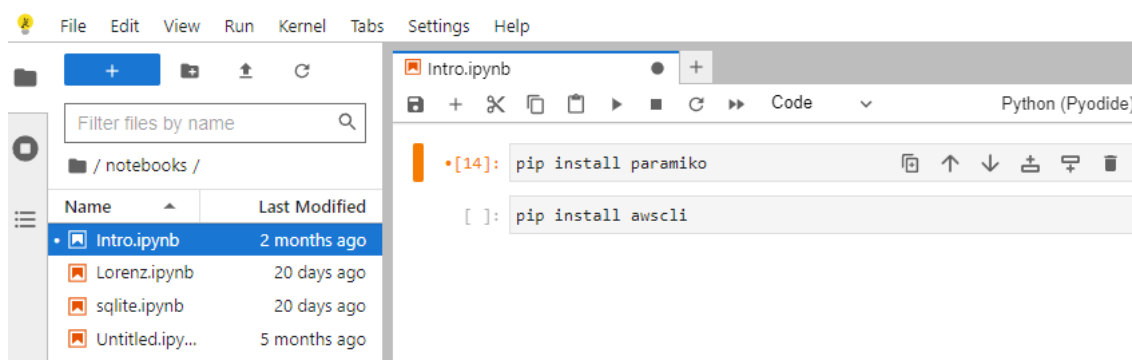 File Edit View Run Kernel Tabs Settings Help
Intro.ipynb
Code
Python (Pyodide)
Filter files by name
/ notebooks /
Name Last Modified
Intro.ipynb 2 months ago
Lorenz.ipynb 20 days ago
sqlite.ipynb 20 days ago
Untitled.ipy... 5 months ago
[14]: pip install paramiko
[ ]: pip install awscli